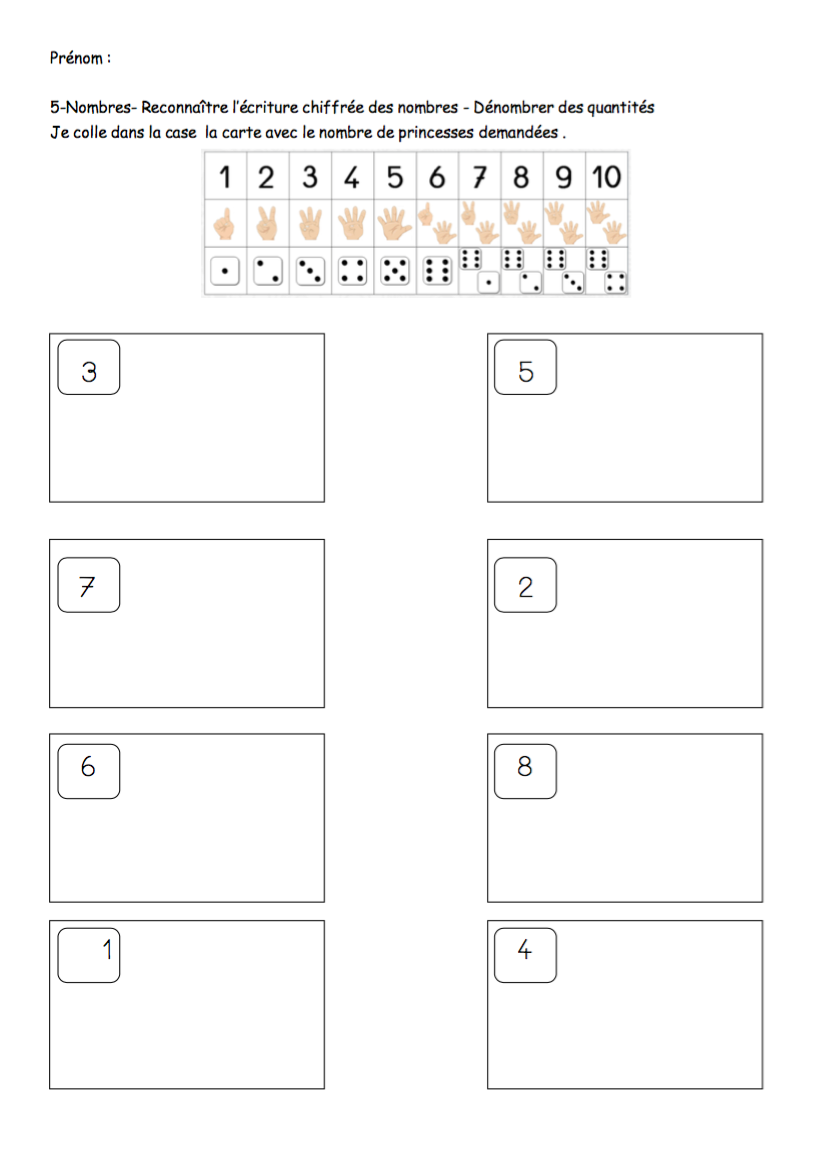 Prénom :
5-Nombres- Reconnaître l'écriture chiffrée des nombres - Dénombrer des quantités
Je colle dans la case la carte avec le nombre de princesses demandées .
1 2 3 4 5 6 7 8 9 10
3 5
7 2
6 8
1 4